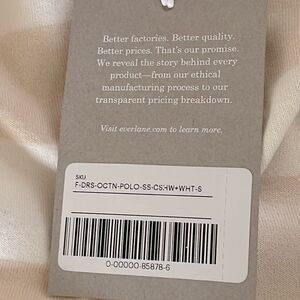 Better factories. Better quality.
Better prices. That's our promise.
We reveal the story behind every
product—from our ethical
manufacturing process to our
transparent pricing breakdown.
Visit everlane.com to learn more.
SKU
F-DRS-OCTN-POLO-SS-CSHW+WHT-S
0-00000-85878-6